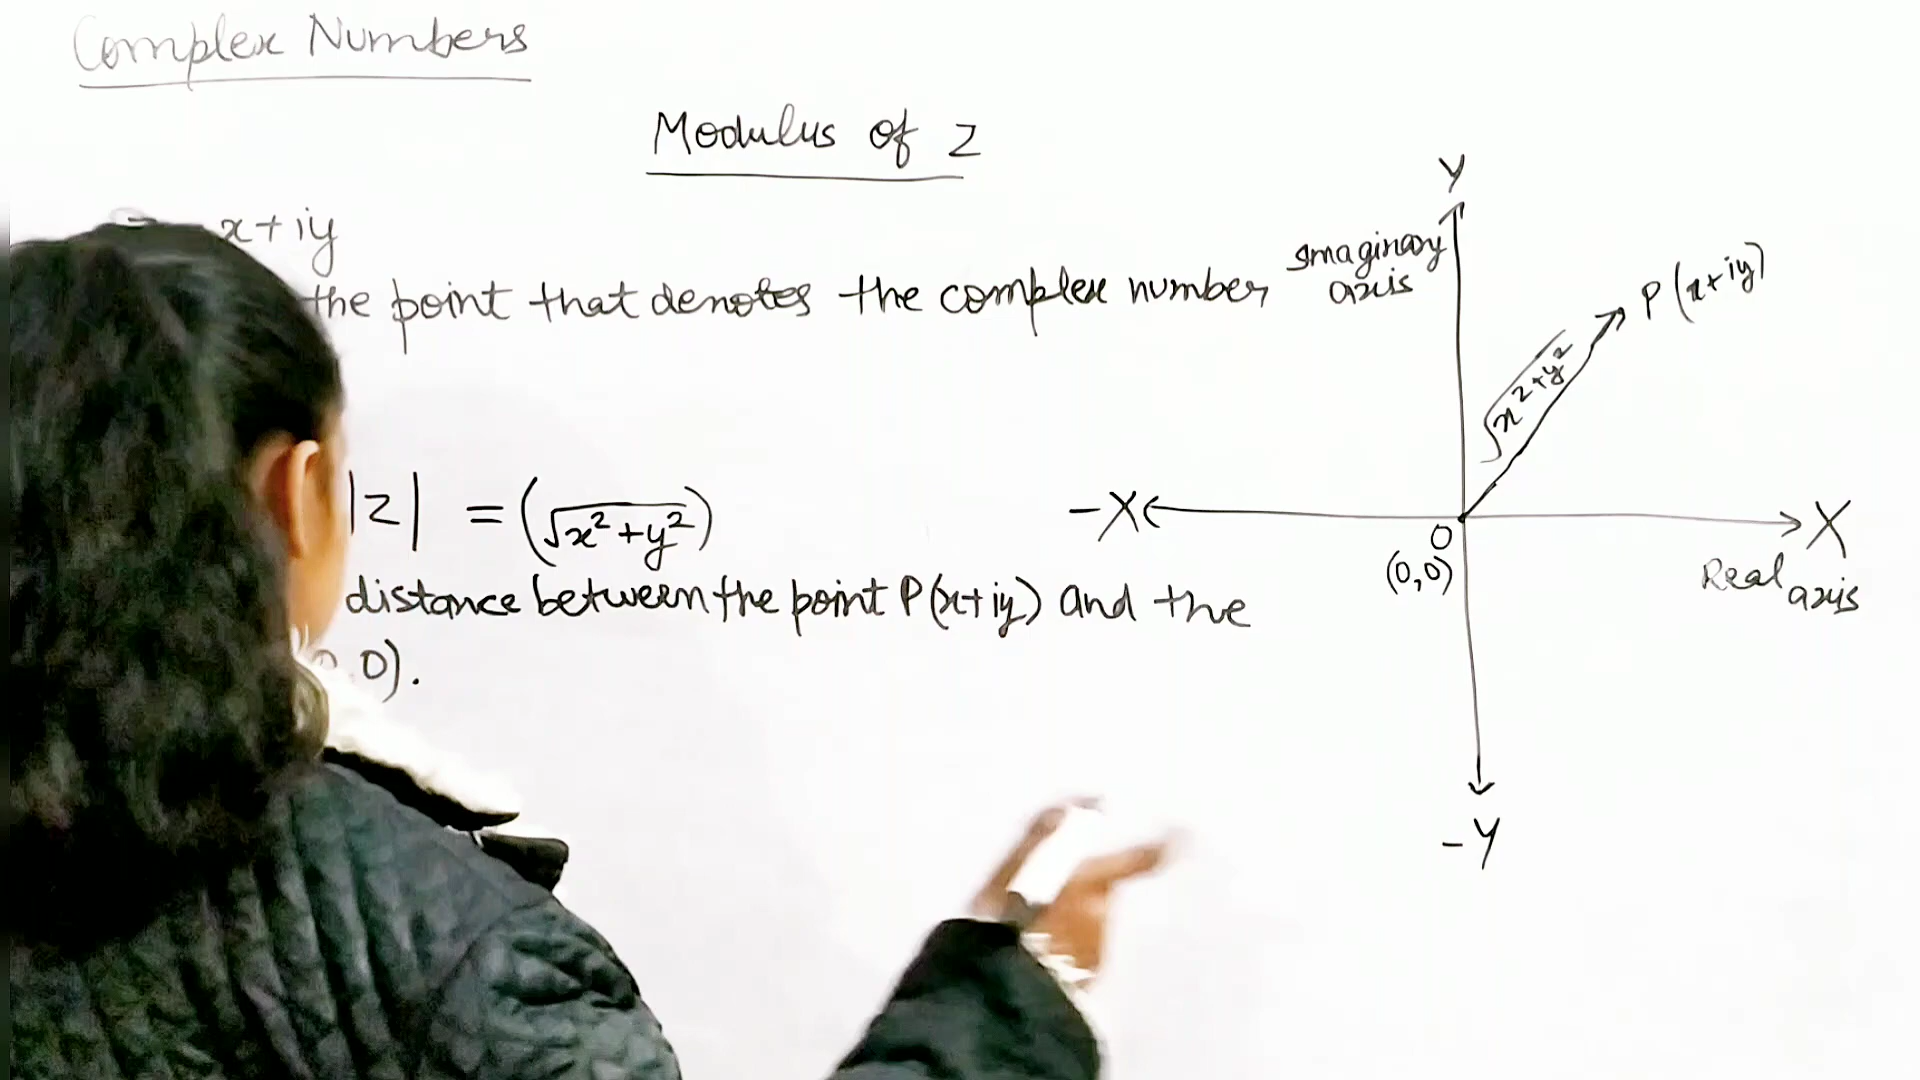 Complex Numbers
Modulus of z
x+iy
the point that denotes the complex number
|z| = (√x²+y²)
distance between the point P(x+iy) and the
0).
Y
Imaginary
axis
P(x+iy)
√x²+y²
-X
X
O
(0,0)
Real axis
-Y